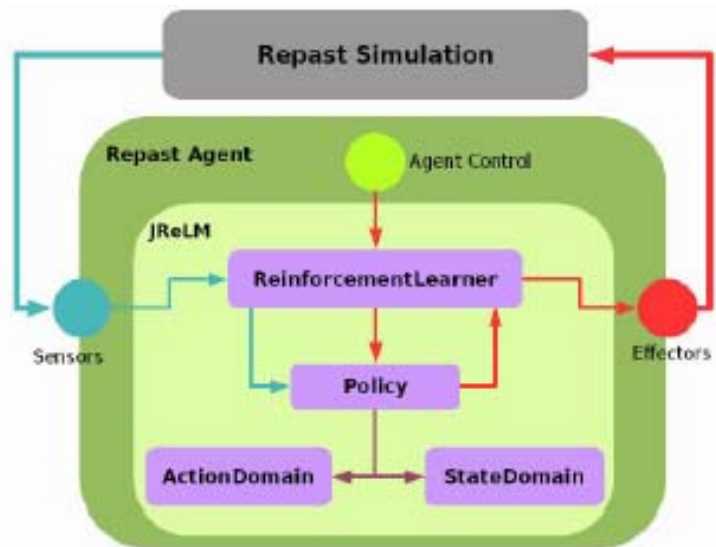 Repast Simulation
Repast Agent
Agent Control
JReLM
ReinforcementLearner
Sensors
Effectors
Policy
ActionDomain
StateDomain